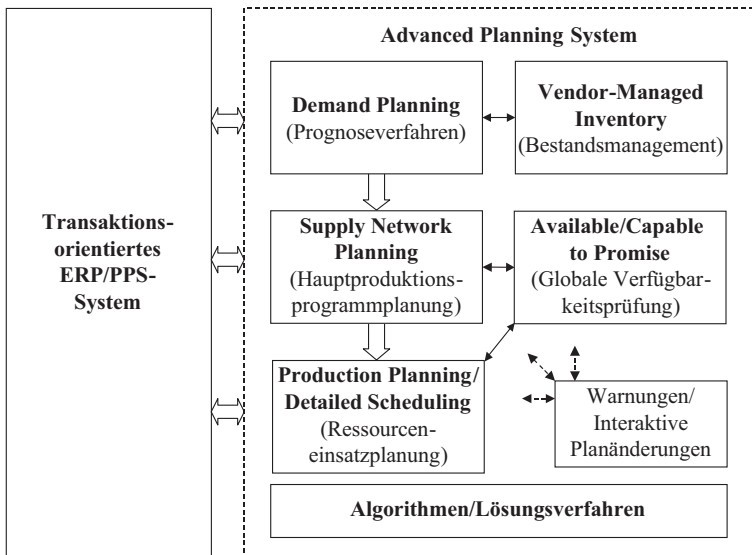 Transaktions-
orientiertes
ERP/PPS-
System
Advanced Planning System
Demand Planning
(Prognoseverfahren)
Vendor-Managed
Inventory
(Bestandsmanagement)
Supply Network
Planning
(Hauptproduktions-
programmplanung)
Available/Capable
to Promise
(Globale Verfügbar-
keitsprüfung)
Production Planning/
Detailed Scheduling
(Ressourcen-
einsatzplanung)
Warnungen/
Interaktive
Planänderungen
Algorithmen/Lösungsverfahren